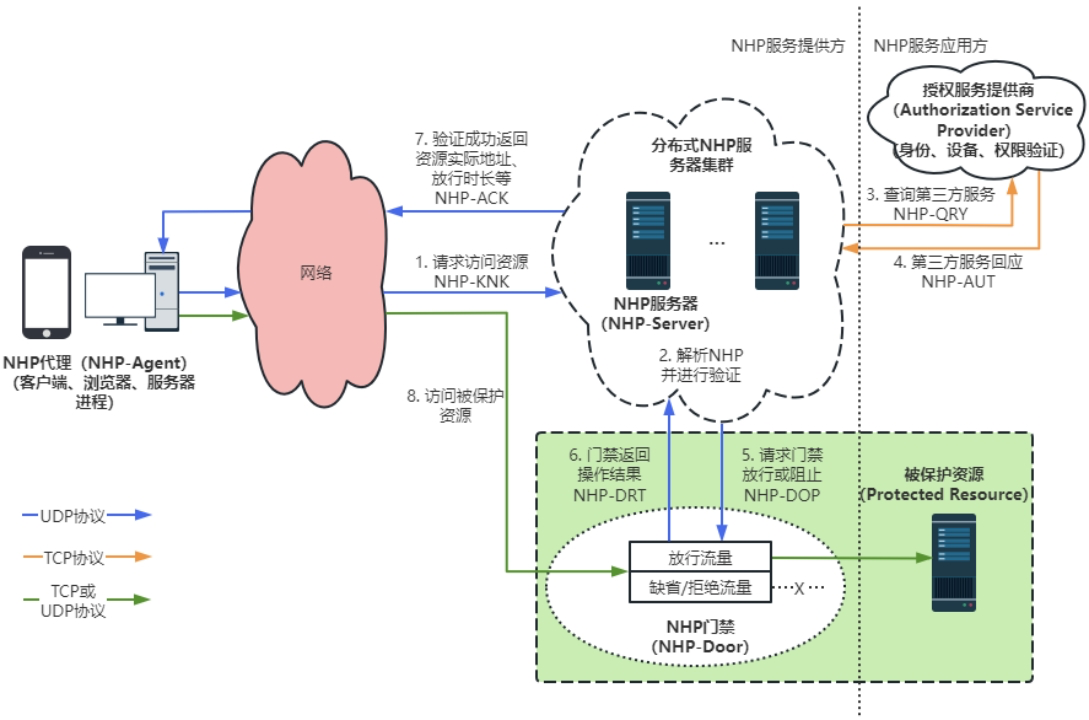 NHP服务提供方
NHP服务应用方
授权服务提供商
(Authorization Service
Provider)
(身份、设备、权限验证)
7. 验证成功返回
资源实际地址、
放行时长等
NHP-ACK
分布式NHP服
务器集群
...
3. 查询第三方服务
NHP-QRY
4. 第三方服务回应
NHP-AUT
网络
1. 请求访问资源
NHP-KNK
NHP服务器
(NHP-Server)
2. 解析NHP
并进行验证
NHP代理（NHP-Agent)
(客户端、浏览器、服务器
进程)
8. 访问被保护
资源
6. 门禁返回
操作结果
NHP-DRT
5. 请求门禁
放行或阻止
NHP-DOP
被保护资源
(Protected Resource)
放行流量
缺省/拒绝流量
X
NHP门禁
(NHP-Door)
UDP协议
TCP协议
TCP或
UDP协议